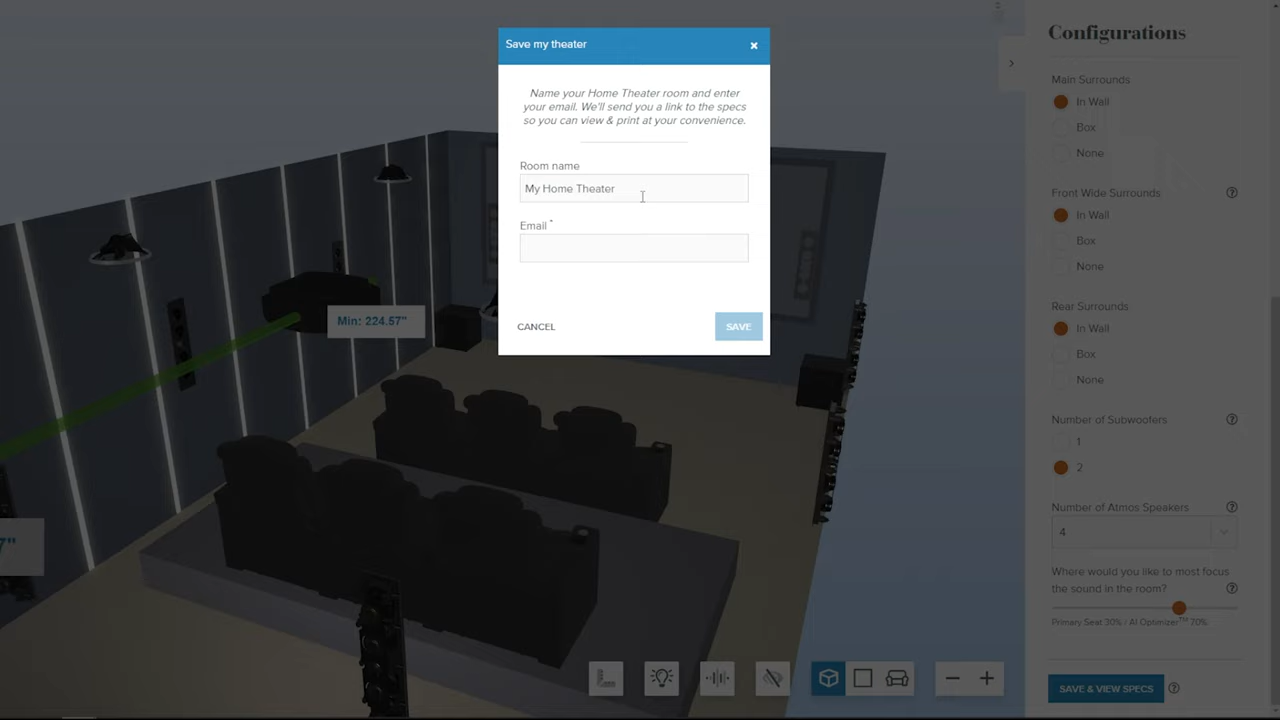 Save my theater
Name your Home Theater room and enter
your email. We'll send you a link to the specs
so you can view & print at your convenience.
Room name
My Home Theater
Email *
CANCEL
SAVE
Min: 224.57"
7"
Configurations
Main Surrounds
In Wall
Box
None
Front Wide Surrounds
In Wall
Box
None
Rear Surrounds
In Wall
Box
None
Number of Subwoofers
1
2
Number of Atmos Speakers
4
Where would you like to most focus
the sound in the room?
Primary Seat 30% / AI Optimizer™ 70%
SAVE & VIEW SPECS